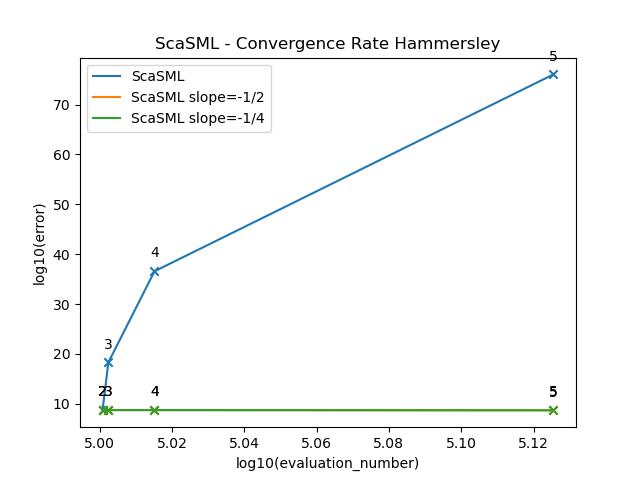 ScaSML - Convergence Rate Hammersley
ScaSML
ScaSML slope=-1/2
ScaSML slope=-1/4
log10(error)
70
60
50
40
30
20
10
5
4
3
2 3
4
5
5.00 5.02 5.04 5.06 5.08 5.10 5.12
log10(evaluation_number)